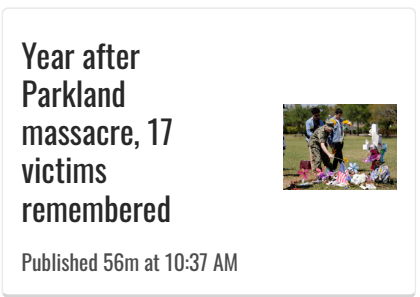 Year after
Parkland
massacre, 17
victims
remembered
Published 56m at 10:37 AM